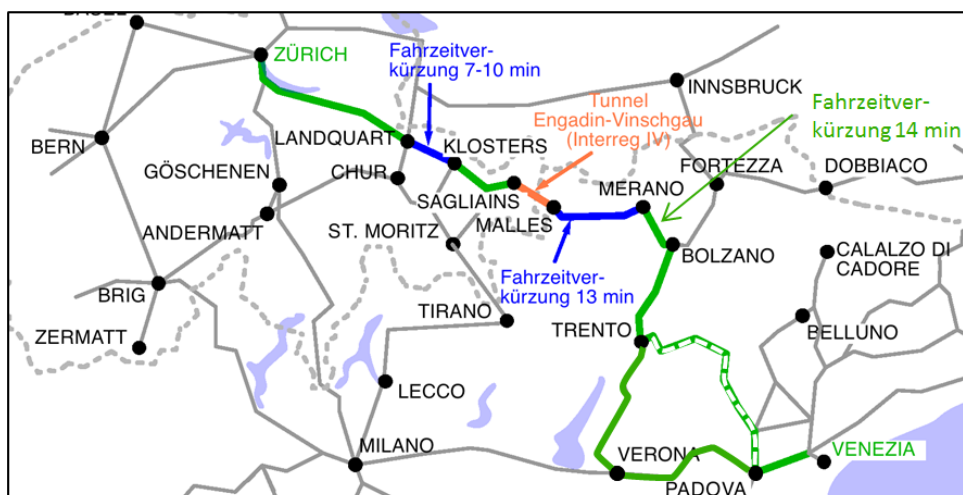 BASEL
ZÜRICH
Fahrzeitver-
kürzung 7-10 min
INNSBRUCK
Tunnel
Engadin-Vinschgau
(Interreg IV)
Fahrzeitver-
kürzung 14 min
BERN
LANDQUART
KLOSTERS
GÖSCHENEN
CHUR
SAGLIAINS
MERANO
FORTEZZA
DOBBIACO
ANDERMATT
ST. MORITZ
MALLES
BOLZANO
CALALZO DI
CADORE
BRIG
Fahrzeitver-
kürzung 13 min
TIRANO
ZERMATT
TRENTO
BELLUNO
LECCO
MILANO
VERONA
VENEZIA
PADOVA